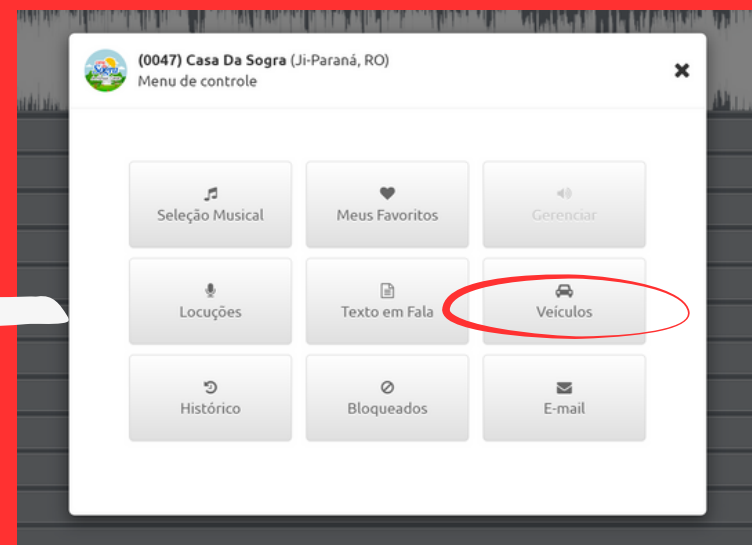 (0047) Casa Da Sogra (Ji-Paraná, RO)
Menu de controle
Seleção Musical
Meus Favoritos
Gerenciar
Locuções
Texto em Fala
Veículos
Histórico
Bloqueados
E-mail